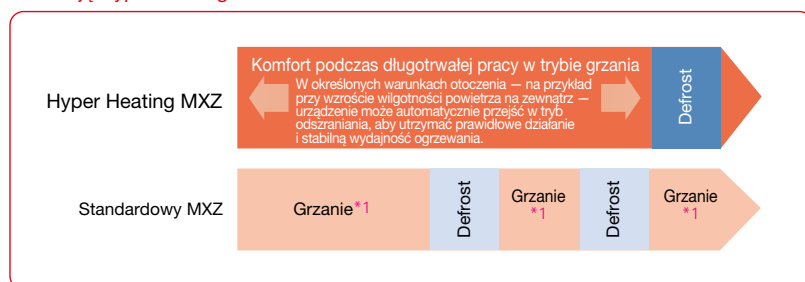 Komfort podczas długotrwałej pracy w trybie grzania
W określonych warunkach otoczenia — na przykład
przy wzroście wilgotności powietrza na zewnątrz —
urządzenie może automatycznie przejść w tryb
odszraniania, aby utrzymać prawidłowe działanie
i stabilną wydajność ogrzewania.
Hyper Heating MXZ
Defrost
Standardowy MXZ
Grzanie*1
Defrost
Grzanie
*1
Defrost
Grzanie
*1